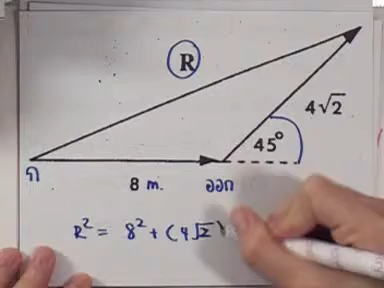 R
4√2
45°
ก
8 m.
ออก
R² = 8² + (4√2)